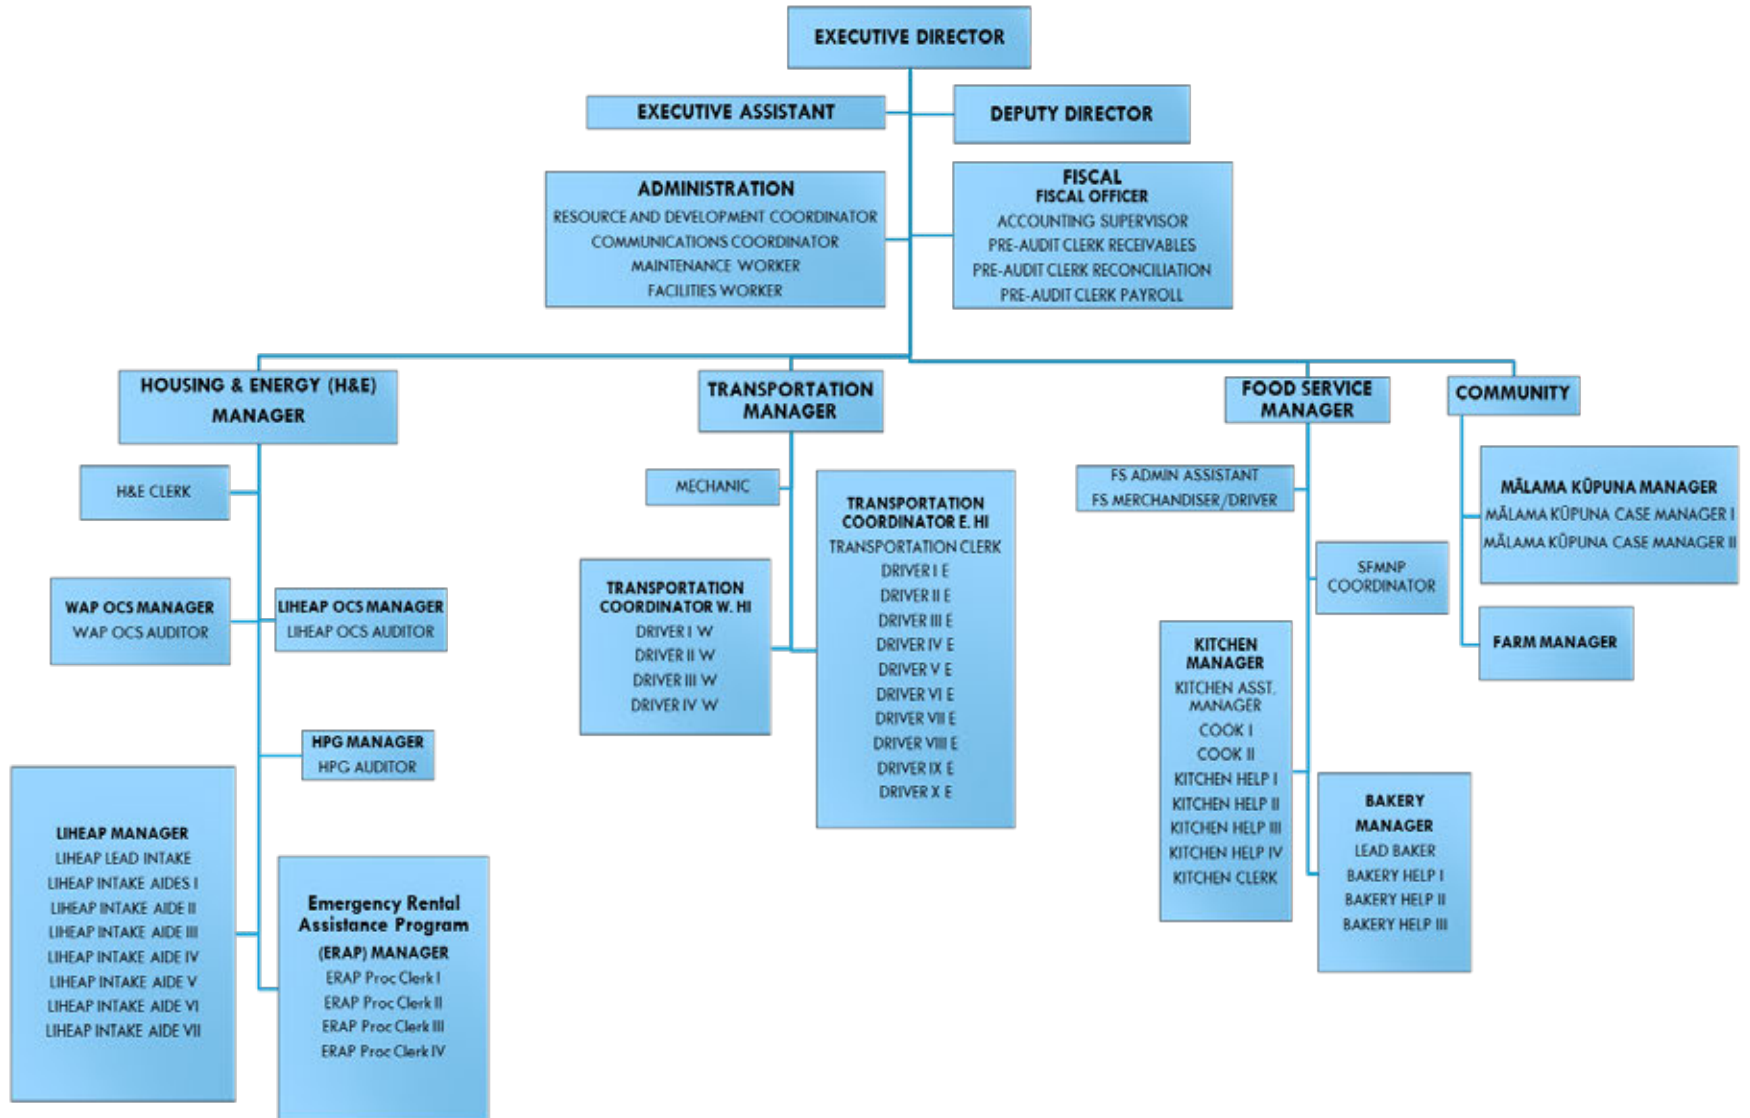 EXECUTIVE DIRECTOR
EXECUTIVE ASSISTANT
DEPUTY DIRECTOR
ADMINISTRATION
RESOURCE AND DEVELOPMENT COORDINATOR
COMMUNICATIONS COORDINATOR
MAINTENANCE WORKER
FACILITIES WORKER
FISCAL
FISCAL OFFICER
ACCOUNTING SUPERVISOR
PRE-AUDIT CLERK RECEIVABLES
PRE-AUDIT CLERK RECONCILIATION
PRE-AUDIT CLERK PAYROLL
HOUSING & ENERGY (H&E)
MANAGER
H&E CLERK
WAP OCS MANAGER
WAP OCS AUDITOR
LIHEAP OCS MANAGER
LIHEAP OCS AUDITOR
HPG MANAGER
HPG AUDITOR
LIHEAP MANAGER
LIHEAP LEAD INTAKE
LIHEAP INTAKE AIDES I
LIHEAP INTAKE AIDE II
LIHEAP INTAKE AIDE III
LIHEAP INTAKE AIDE IV
LIHEAP INTAKE AIDE V
LIHEAP INTAKE AIDE VI
LIHEAP INTAKE AIDE VII
Emergency Rental
Assistance Program
(ERAP) MANAGER
ERAP Proc Clerk I
ERAP Proc Clerk II
ERAP Proc Clerk III
ERAP Proc Clerk IV
TRANSPORTATION
MANAGER
MECHANIC
TRANSPORTATION
COORDINATOR W. HI
DRIVER I W
DRIVER II W
DRIVER III W
DRIVER IV W
TRANSPORTATION
COORDINATOR E. HI
TRANSPORTATION CLERK
DRIVER I E
DRIVER II E
DRIVER III E
DRIVER IV E
DRIVER V E
DRIVER VI E
DRIVER VII E
DRIVER VIII E
DRIVER IX E
DRIVER X E
FOOD SERVICE
MANAGER
FS ADMIN ASSISTANT
FS MERCHANDISER/DRIVER
SFMNP
COORDINATOR
KITCHEN
MANAGER
KITCHEN ASST.
MANAGER
COOK I
COOK II
KITCHEN HELP I
KITCHEN HELP II
KITCHEN HELP III
KITCHEN HELP IV
KITCHEN CLERK
BAKERY
MANAGER
LEAD BAKER
BAKERY HELP I
BAKERY HELP II
BAKERY HELP III
COMMUNITY
MĀLAMA KŪPUNA MANAGER
MĀLAMA KŪPUNA CASE MANAGER I
MĀLAMA KŪPUNA CASE MANAGER II
FARM MANAGER